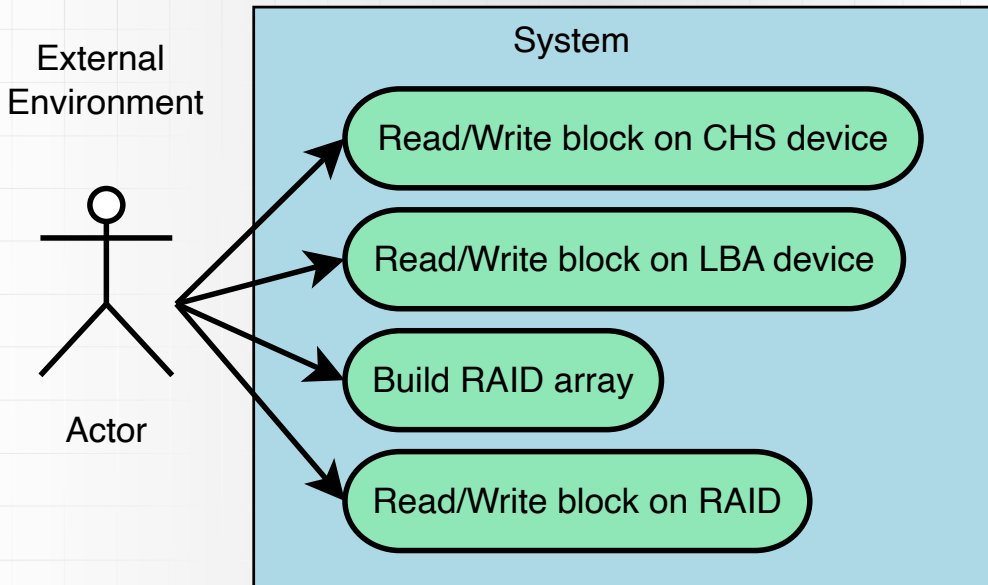 External
Environment
System
Read/Write block on CHS device
Read/Write block on LBA device
Build RAID array
Actor
Read/Write block on RAID